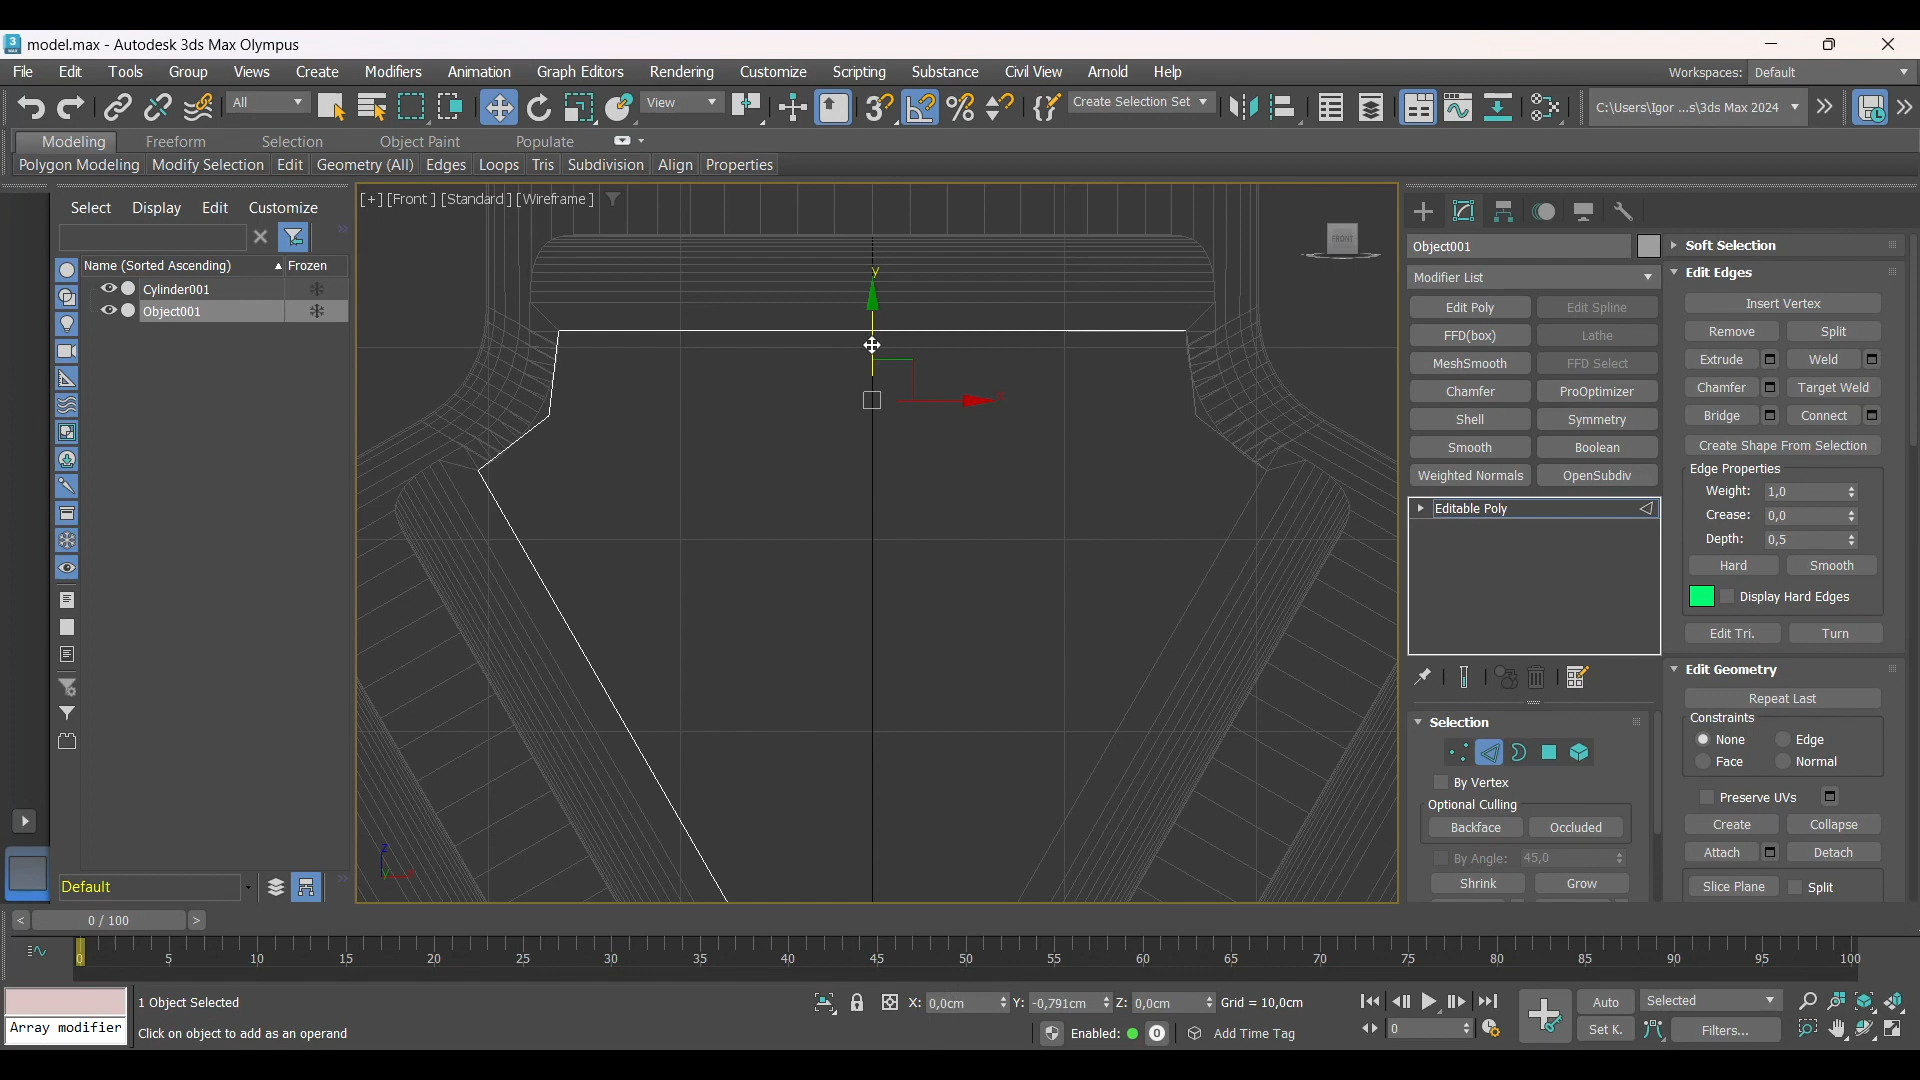 model.max - Autodesk 3ds Max Olympus
File Edit Tools Group Views Create Modifiers Animation Graph Editors Rendering Customize Scripting Substance Civil View Arnold Help
Workspaces: Default
All View Create Selection Set C:\Users\Igor ...s\3ds Max 2024
Modeling Freeform Selection Object Paint Populate
Polygon Modeling Modify Selection Edit Geometry (All) Edges Loops Tris Subdivision Align Properties
[+] [Front ] [Standard ] [Wireframe ]
Select Display Edit Customize
Name (Sorted Ascending) Frozen
Cylinder001
Object001
Default
FRONT
y
x
z
y
Object001
Modifier List
Edit Poly Edit Spline
FFD(box) Lathe
MeshSmooth FFD Select
Chamfer ProOptimizer
Shell Symmetry
Smooth Boolean
Weighted Normals OpenSubdiv
Editable Poly
Selection
By Vertex
Optional Culling
Backface Occluded
By Angle: 45,0
Shrink Grow
Soft Selection
Edit Edges
Insert Vertex
Remove Split
Extrude Weld
Chamfer Target Weld
Bridge Connect
Create Shape From Selection
Edge Properties
Weight: 1,0
Crease: 0,0
Depth: 0,5
Hard Smooth
Display Hard Edges
Edit Tri. Turn
Edit Geometry
Repeat Last
Constraints
None Edge
Face Normal
Preserve UVs
Create Collapse
Attach Detach
Slice Plane Split
< 0 / 100 >
0 5 10 15 20 25 30 35 40 45 50 55 60 65 70 75 80 85 90 95 100
Array modifier
1 Object Selected
Click on object to add as an operand
X: 0,0cm Y: -0,791cm Z: 0,0cm Grid = 10,0cm
Enabled: 0 Add Time Tag
0
Auto Selected
Set K. Filters...